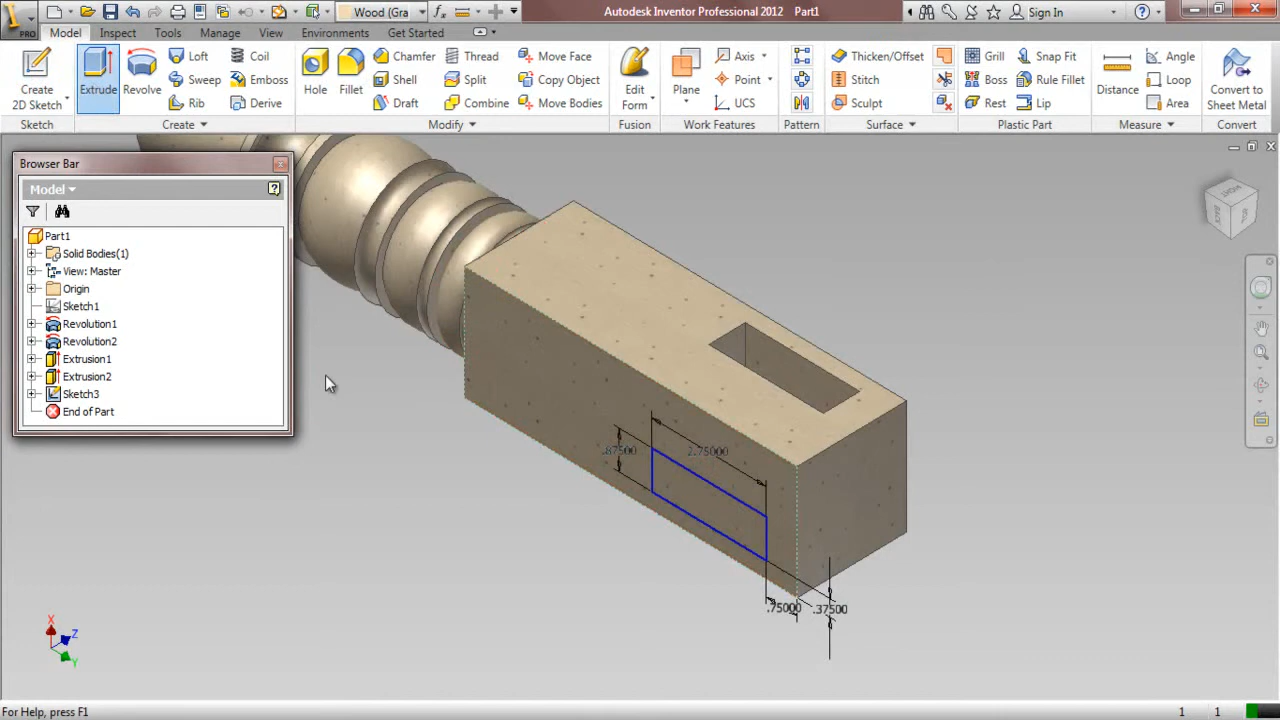 Wood (Gra
Autodesk Inventor Professional 2012 Part1
Sign In
PRO
Model Inspect Tools Manage View Environments Get Started
Create
2D Sketch
Extrude
Revolve
Loft
Sweep
Rib
Coil
Emboss
Derive
Hole
Fillet
Chamfer
Shell
Draft
Thread
Split
Combine
Move Face
Copy Object
Move Bodies
Edit
Form
Plane
Axis
Point
UCS
Thicken/Offset
Stitch
Sculpt
Grill
Boss
Rest
Snap Fit
Rule Fillet
Lip
Distance
Angle
Loop
Area
Convert to
Sheet Metal
Sketch
Create
Modify
Fusion
Work Features
Pattern
Surface
Plastic Part
Measure
Convert
Browser Bar
Model
Part1
Solid Bodies(1)
View: Master
Origin
Sketch1
Revolution1
Revolution2
Extrusion1
Extrusion2
Sketch3
End of Part
.87500
2.75000
.75000
.37500
X
Z
Y
For Help, press F1
1 1